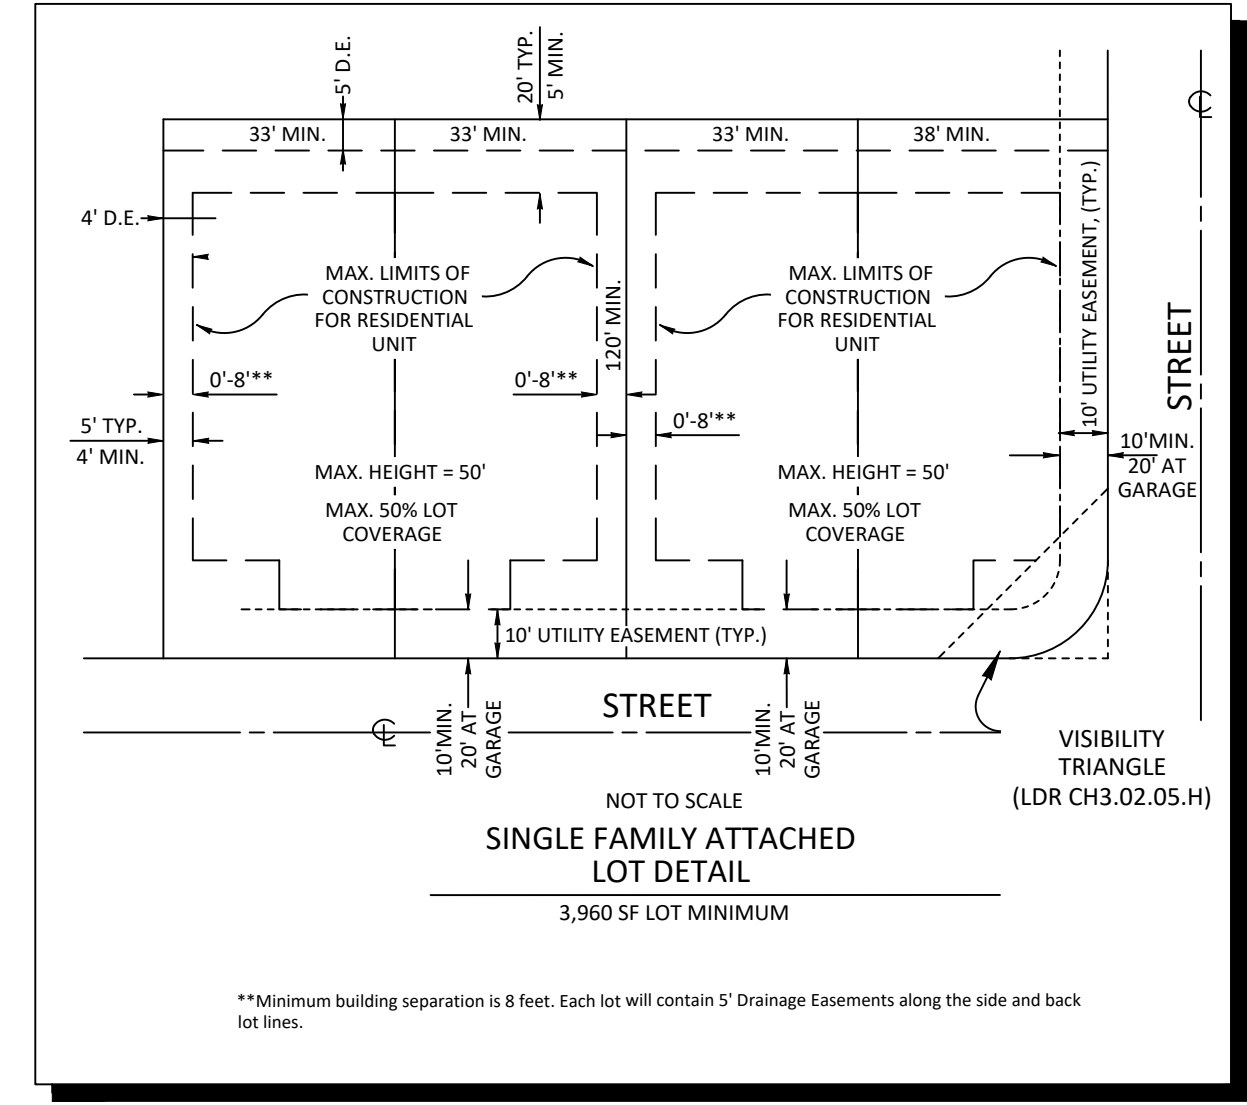 5' D.E.
20' TYP.
5' MIN.
33' MIN.
33' MIN.
33' MIN.
38' MIN.
4' D.E.
10' UTILITY EASEMENT, (TYP.)
MAX. LIMITS OF
CONSTRUCTION
FOR RESIDENTIAL
UNIT
120' MIN.
MAX. LIMITS OF
CONSTRUCTION
FOR RESIDENTIAL
UNIT
STREET
0'-8'**
0'-8'**
0'-8'**
5' TYP.
4' MIN.
10'MIN.
20' AT
GARAGE
MAX. HEIGHT = 50'
MAX. 50% LOT
COVERAGE
MAX. HEIGHT = 50'
MAX. 50% LOT
COVERAGE
10' UTILITY EASEMENT (TYP.)
STREET
10'MIN.
20' AT
GARAGE
10'MIN.
20' AT
GARAGE
VISIBILITY
TRIANGLE
(LDR CH3.02.05.H)
NOT TO SCALE
SINGLE FAMILY ATTACHED
LOT DETAIL
3,960 SF LOT MINIMUM
**Minimum building separation is 8 feet. Each lot will contain 5' Drainage Easements along the side and back
lot lines.